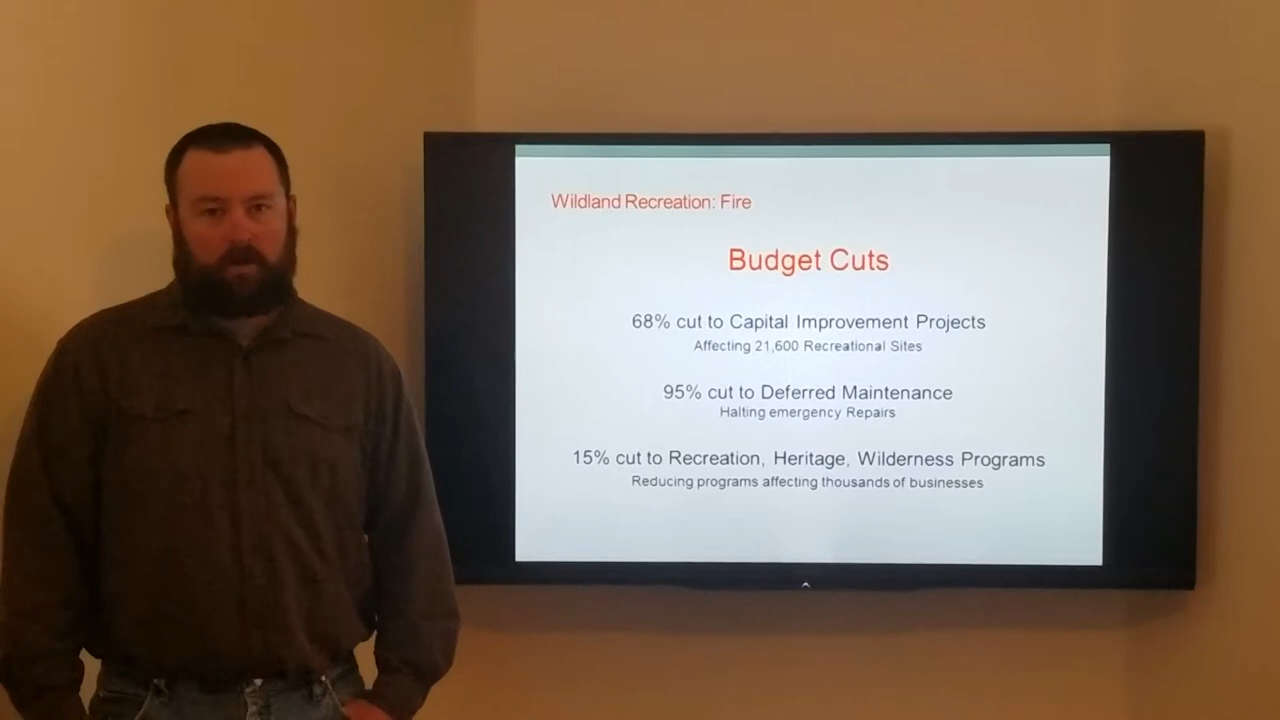 Wildland Recreation: Fire
Budget Cuts
68% cut to Capital Improvement Projects
Affecting 21,600 Recreational Sites
95% cut to Deferred Maintenance
Halting emergency Repairs
15% cut to Recreation, Heritage, Wilderness Programs
Reducing programs affecting thousands of businesses